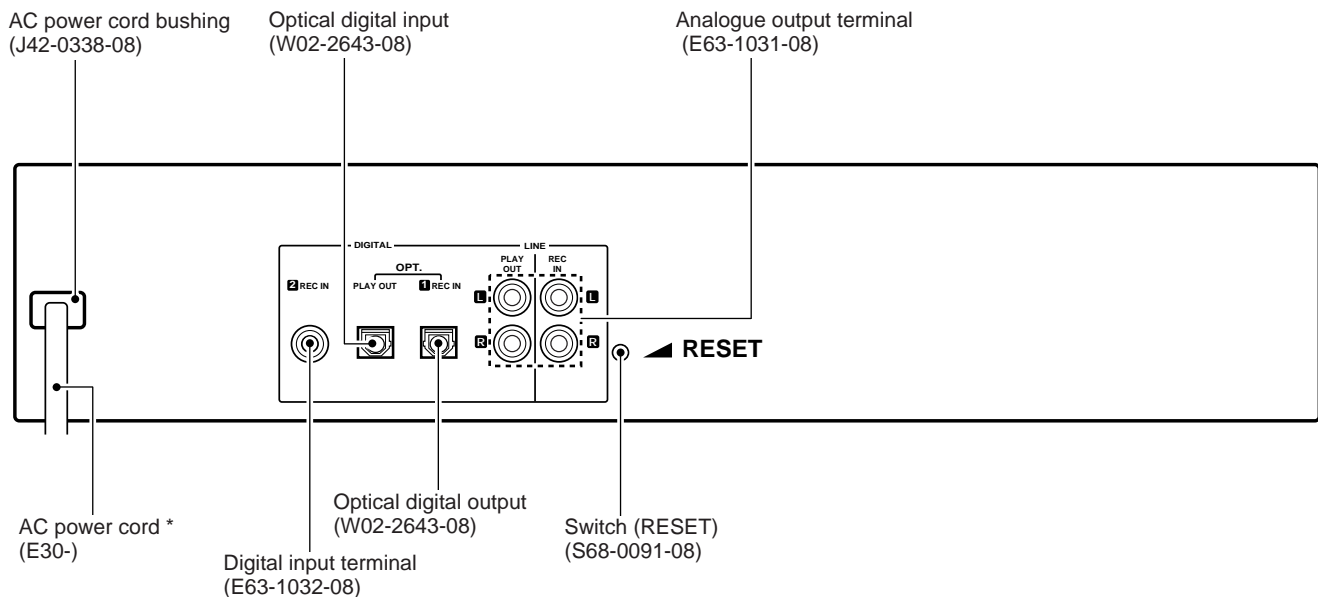 AC power cord bushing
(J42-0338-08)
Optical digital input
(W02-2643-08)
Analogue output terminal
(E63-1031-08)
DIGITAL
LINE
OPT.
PLAY
OUT
REC
IN
2 REC IN
PLAY OUT
1 REC IN
L
L
R
R
RESET
AC power cord *
(E30-)
Digital input terminal
(E63-1032-08)
Optical digital output
(W02-2643-08)
Switch (RESET)
(S68-0091-08)